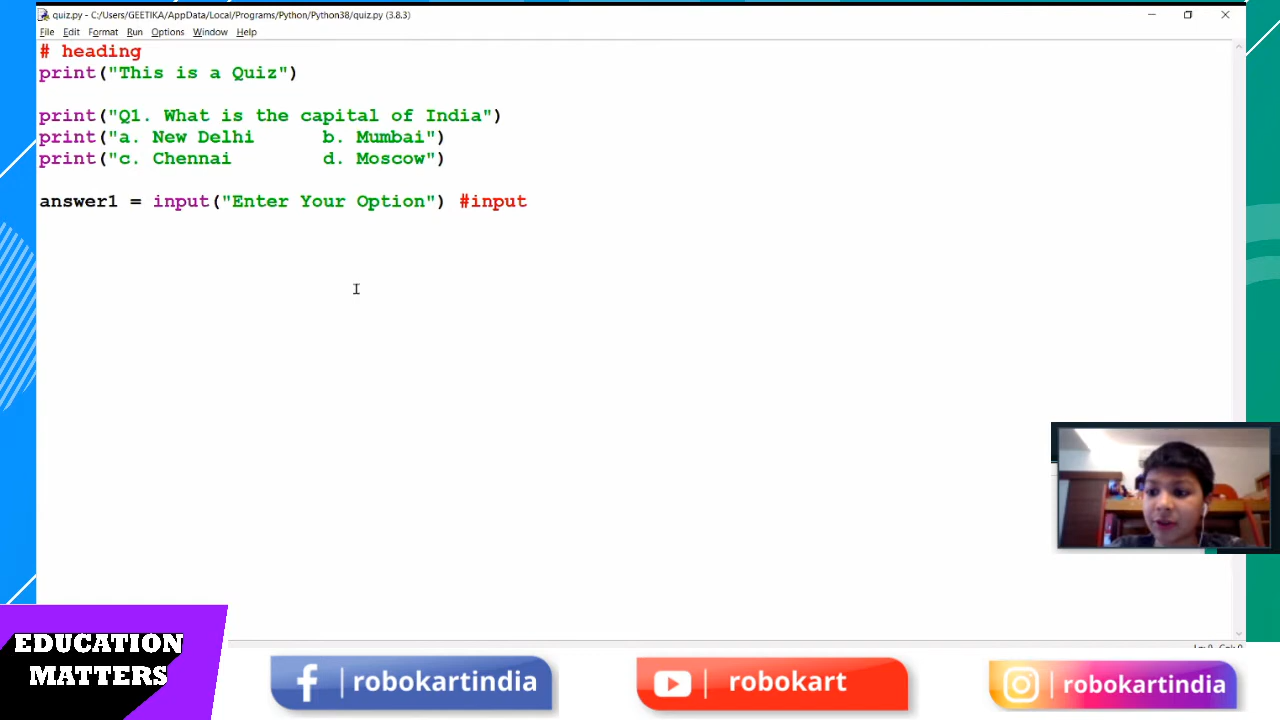 quiz.py - C:/Users/GEETIKA/AppData/Local/Programs/Python/Python38/quiz.py (3.8.3)
File Edit Format Run Options Window Help
# heading
print("This is a Quiz")
print("Q1. What is the capital of India")
print("a. New Delhi      b. Mumbai")
print("c. Chennai        d. Moscow")
answer1 = input("Enter Your Option") #input
EDUCATION
MATTERS
robokartindia
robokart
robokartindia